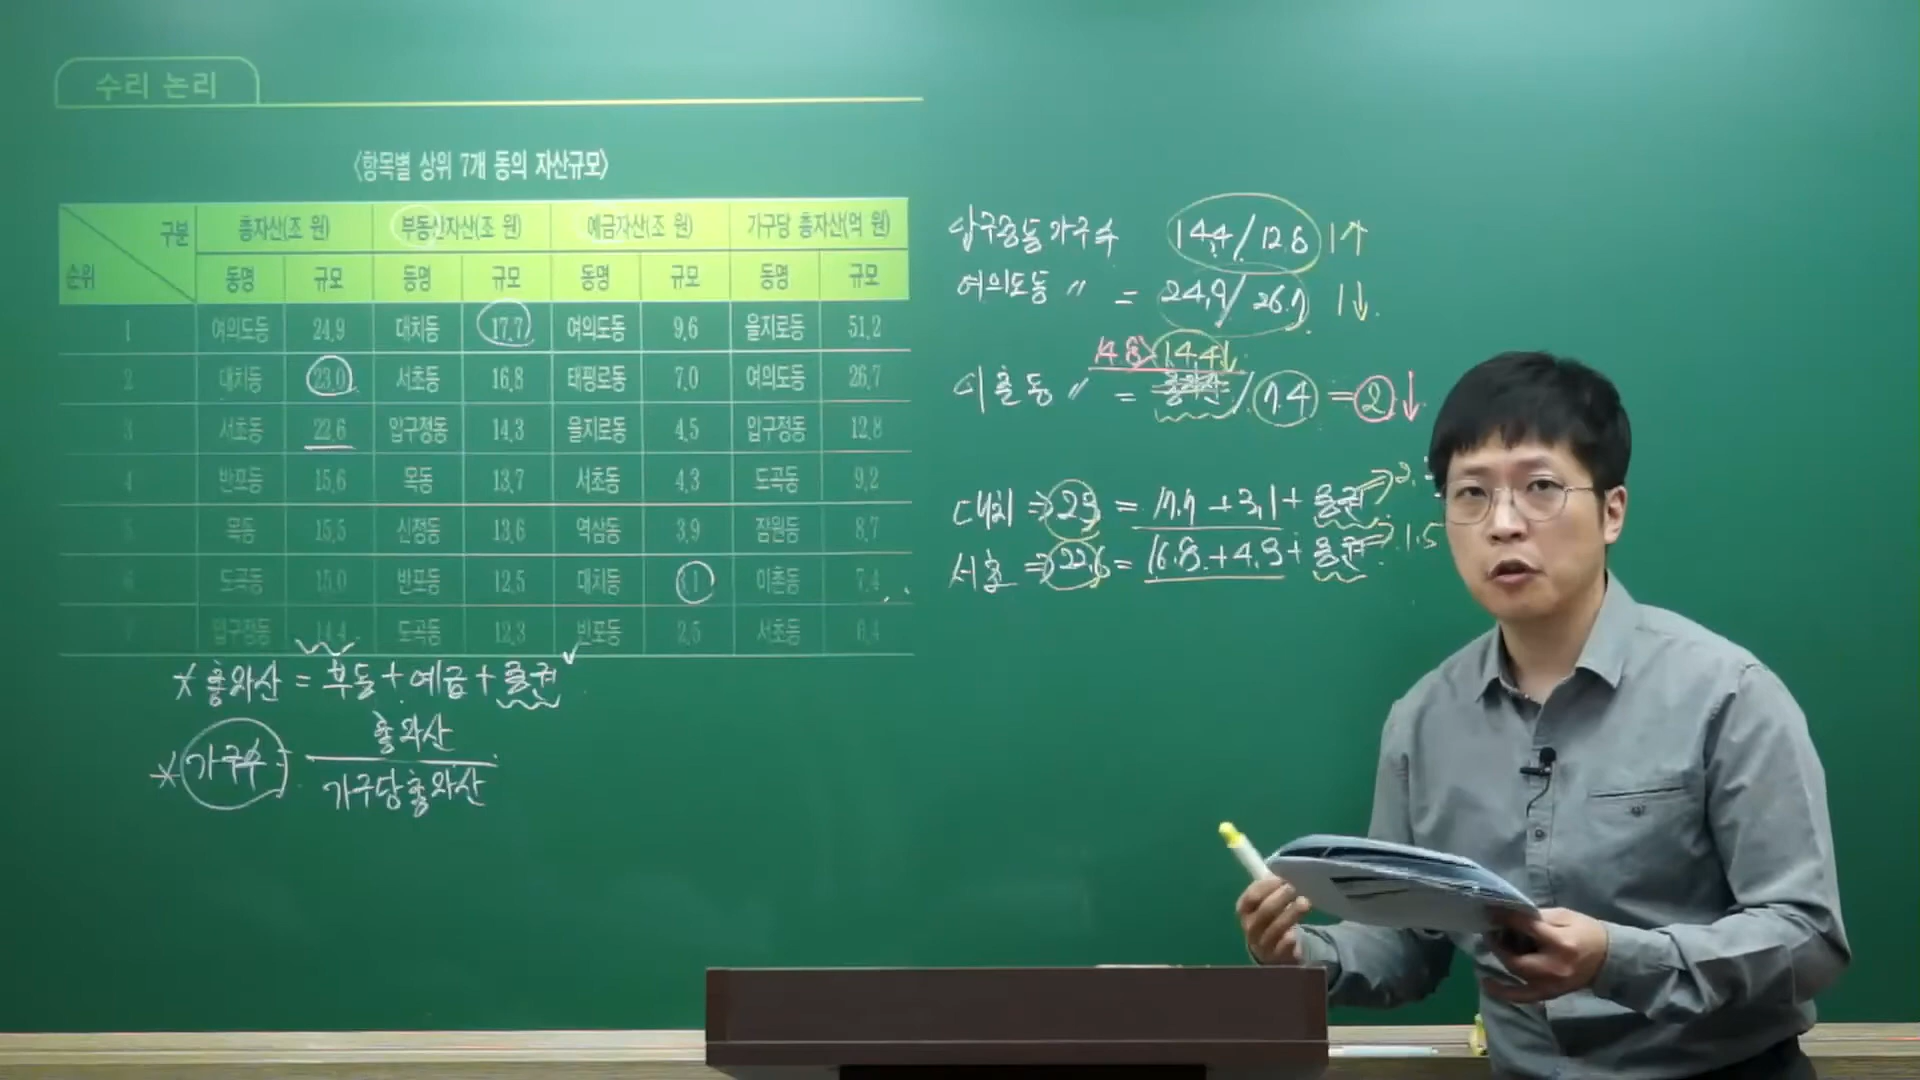 수리 논리
〈항목별 상위 7개 동의 자산규모〉
구분 총자산(조 원) 부동산자산(조 원) 예금자산(조 원) 가구당 총자산(억 원)
순위 동명 규모 동명 규모 동명 규모 동명 규모
1 여의도동 24.9 대치동 17.7 여의도동 9.6 을지로동 51.2
2 대치동 23.0 서초동 16.8 태평로동 7.0 여의도동 26.7
3 서초동 22.6 압구정동 14.3 을지로동 4.5 압구정동 12.8
4 반포동 15.6 목동 13.7 서초동 4.3 도곡동 9.2
5 목동 15.5 신정동 13.6 역삼동 3.9 잠원동 8.7
6 도곡동 15.0 반포동 12.5 대치동 3.1 이촌동 7.4
7 압구정동 14.4 도곡동 12.3 반포동 2.5 서초동 6.4
* 총자산 = 부동 + 예금 + 증권
* 가구수 = 총자산
가구당총자산
압구정동가구수 14.4/12.8 1↑
여의도동 〃 = 24.9/26.7 1↓
14.8 14.4↓
이촌동 〃 = 총자산/7.4 = 2↓
대치 ⇒ 23 = 17.7 + 3.1 + 증권 ⇒ 2.
서초 ⇒ 22.6 = 16.8 + 4.3 + 증권 ⇒ 1.5